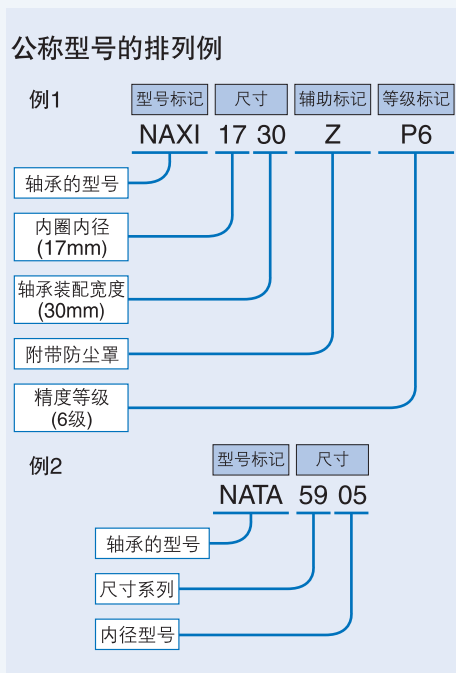 公称型号的排列例
例1
型号标记 尺寸 辅助标记 等级标记
NAXI 17 30 Z P6
轴承的型号
内圈内径
(17mm)
轴承装配宽度
(30mm)
附带防尘罩
精度等级
(6级)
例2
型号标记 尺寸
NATA 59 05
轴承的型号
尺寸系列
内径型号